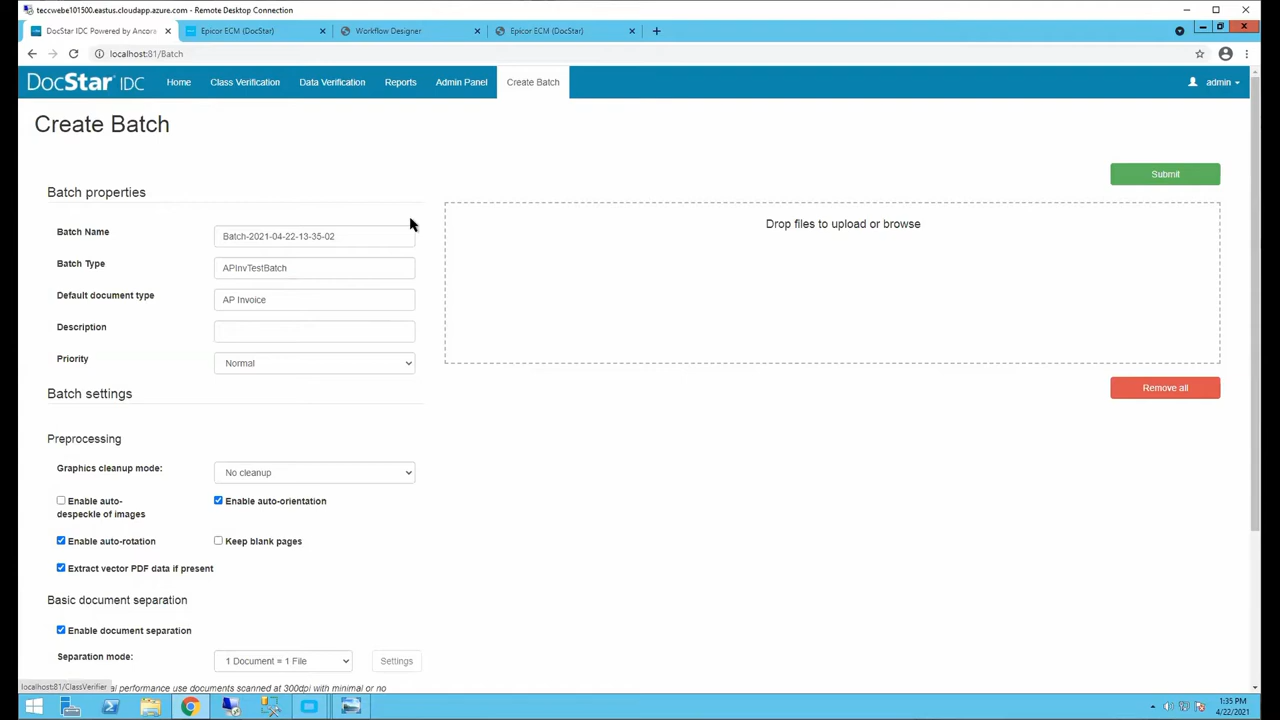 teccwebe101500.eastus.cloudapp.azure.com - Remote Desktop Connection
DocStar IDC Powered by Ancora
Epicor ECM (DocStar)
Workflow Designer
Epicor ECM (DocStar)
localhost:81/Batch
DocStar IDC
Home
Class Verification
Data Verification
Reports
Admin Panel
Create Batch
admin
Create Batch
Submit
Batch properties
Drop files to upload or browse
Batch Name
Batch-2021-04-22-13-35-02
Batch Type
APInvTestBatch
Default document type
AP Invoice
Description
Priority
Normal
Remove all
Batch settings
Preprocessing
Graphics cleanup mode:
No cleanup
Enable auto-
despeckle of images
Enable auto-orientation
Enable auto-rotation
Keep blank pages
Extract vector PDF data if present
Basic document separation
Enable document separation
Separation mode:
1 Document = 1 File
Settings
localhost:81/ClassVerifier
al performance use documents scanned at 300dpi with minimal or no
1:35 PM
4/22/2021